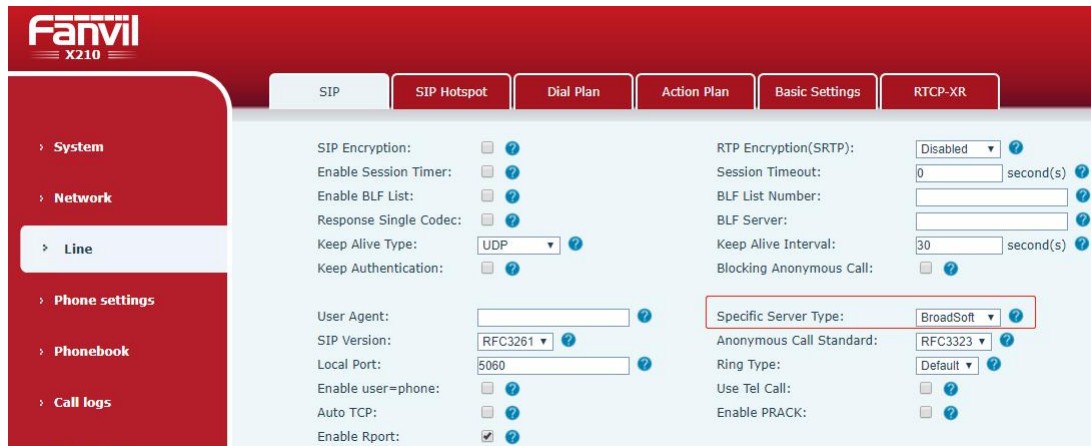 Fanvil
X210
SIP
SIP Hotspot
Dial Plan
Action Plan
Basic Settings
RTCP-XR
› System
› Network
› Line
› Phone settings
› Phonebook
› Call logs
SIP Encryption:
RTP Encryption(SRTP): Disabled
Enable Session Timer:
Session Timeout: 0 second(s)
Enable BLF List:
BLF List Number:
Response Single Codec:
BLF Server:
Keep Alive Type: UDP
Keep Alive Interval: 30 second(s)
Keep Authentication:
Blocking Anonymous Call:
User Agent:
Specific Server Type: BroadSoft
SIP Version: RFC3261
Anonymous Call Standard: RFC3323
Local Port: 5060
Ring Type: Default
Enable user=phone:
Use Tel Call:
Auto TCP:
Enable PRACK:
Enable Rport: